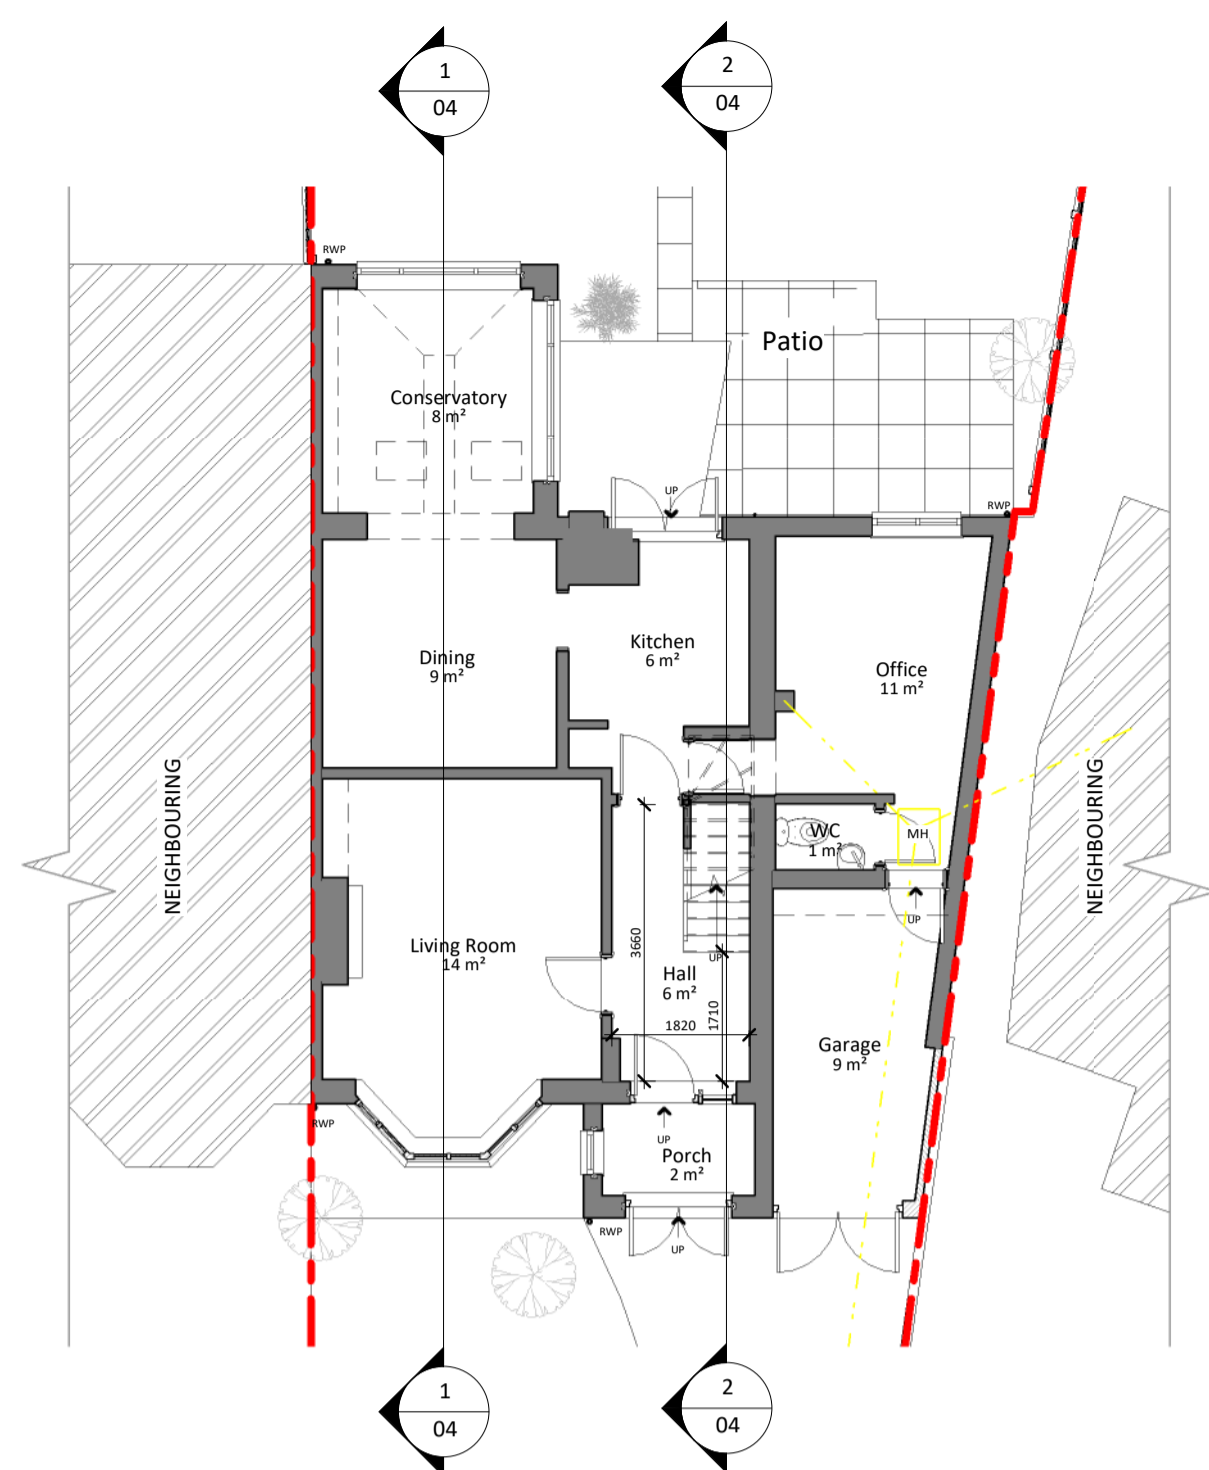 1
04
2
04
RWP
Patio
Conservatory
8 m²
UP
RWP
Dining
9 m²
Kitchen
6 m²
Office
11 m²
NEIGHBOURING
NEIGHBOURING
WC
1 m²
MH
UP
Living Room
14 m²
3660
UP
Hall
6 m²
1710
1820
Garage
9 m²
RWP
UP
Porch
2 m²
RWP
UP
1
04
2
04